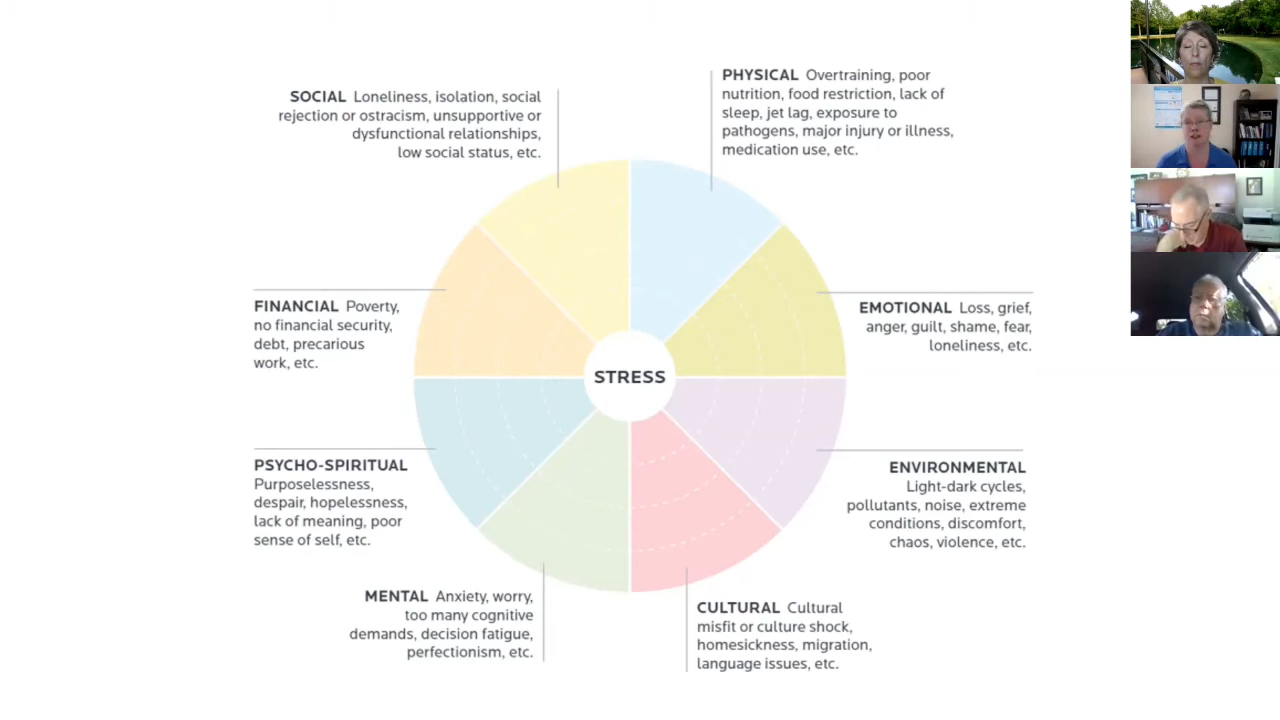 SOCIAL Loneliness, isolation, social
rejection or ostracism, unsupportive or
dysfunctional relationships,
low social status, etc.
PHYSICAL Overtraining, poor
nutrition, food restriction, lack of
sleep, jet lag, exposure to
pathogens, major injury or illness,
medication use, etc.
FINANCIAL Poverty,
no financial security,
debt, precarious
work, etc.
EMOTIONAL Loss, grief,
anger, guilt, shame, fear,
loneliness, etc.
STRESS
PSYCHO-SPIRITUAL
Purposelessness,
despair, hopelessness,
lack of meaning, poor
sense of self, etc.
ENVIRONMENTAL
Light-dark cycles,
pollutants, noise, extreme
conditions, discomfort,
chaos, violence, etc.
MENTAL Anxiety, worry,
too many cognitive
demands, decision fatigue,
perfectionism, etc.
CULTURAL Cultural
misfit or culture shock,
homesickness, migration,
language issues, etc.